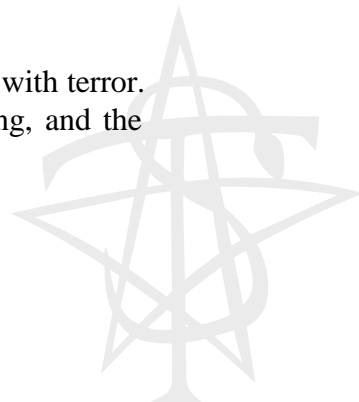 with terror.
ng, and the